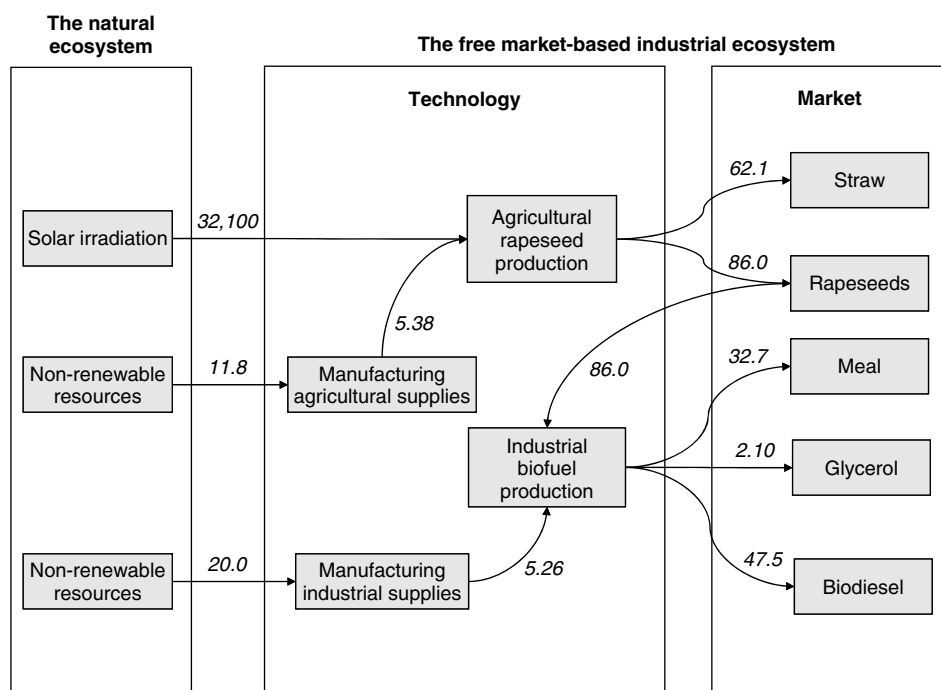 The natural
ecosystem
The free market-based industrial ecosystem
Technology
Market
Solar irradiation
32,100
Agricultural
rapeseed
production
62.1
Straw
86.0
Rapeseeds
5.38
Non-renewable
resources
11.8
Manufacturing
agricultural supplies
86.0
32.7
Meal
Industrial
biofuel
production
2.10
Glycerol
Non-renewable
resources
20.0
Manufacturing
industrial supplies
5.26
47.5
Biodiesel